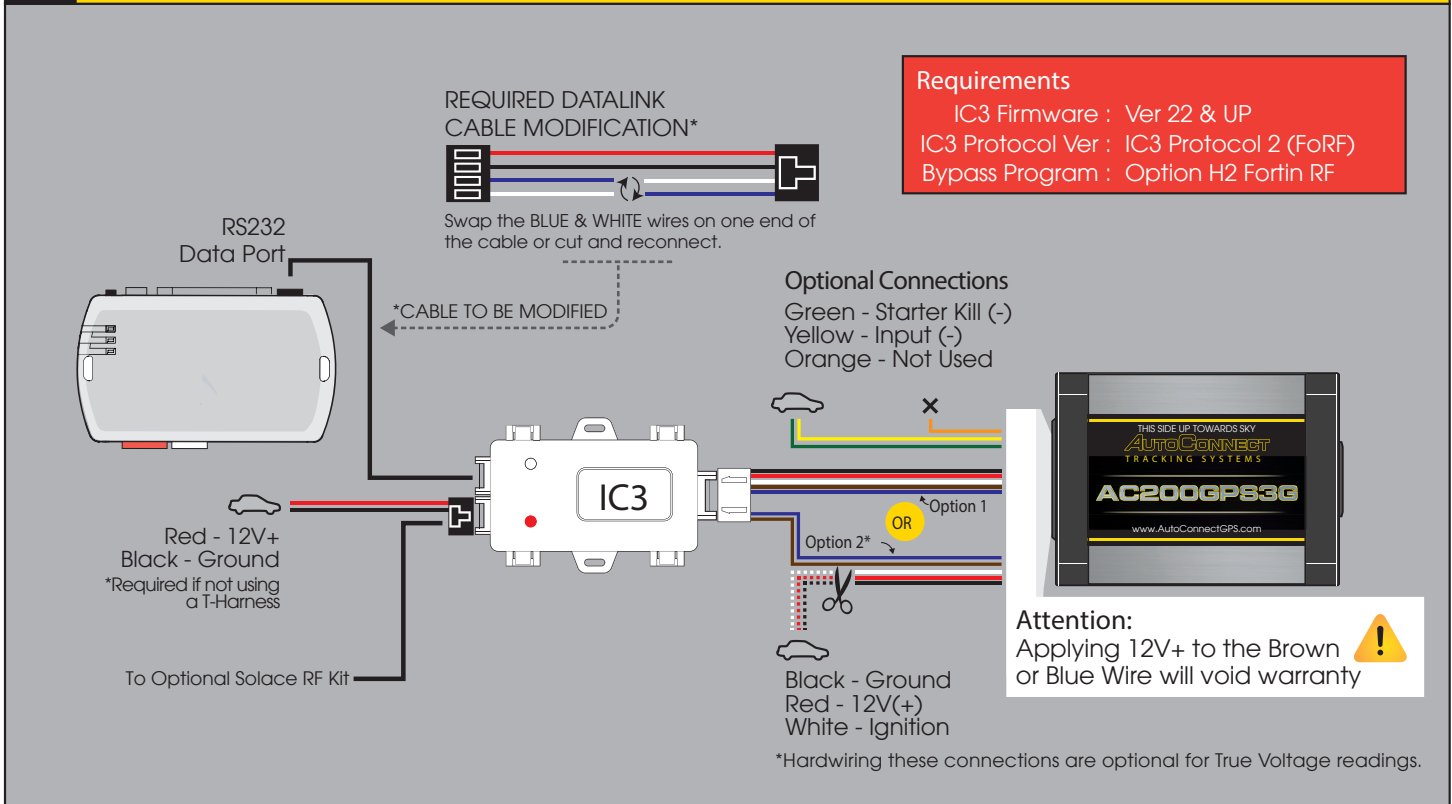 Requirements
IC3 Firmware : Ver 22 & UP
IC3 Protocol Ver : IC3 Protocol 2 (FoRF)
Bypass Program : Option H2 Fortin RF
REQUIRED DATALINK
CABLE MODIFICATION*
Swap the BLUE & WHITE wires on one end of
the cable or cut and reconnect.
RS232
Data Port
*CABLE TO BE MODIFIED
Optional Connections
Green - Starter Kill (-)
Yellow - Input (-)
Orange - Not Used
THIS SIDE UP TOWARDS SKY
AUTOCONNECT
TRACKING SYSTEMS
AC200GPS3G
www.AutoConnectGPS.com
IC3
Option 1
OR
Option 2*
Red - 12V+
Black - Ground
*Required if not using
a T-Harness
To Optional Solace RF Kit
Attention:
Applying 12V+ to the Brown
or Blue Wire will void warranty
!
Black - Ground
Red - 12V(+)
White - Ignition
*Hardwiring these connections are optional for True Voltage readings.